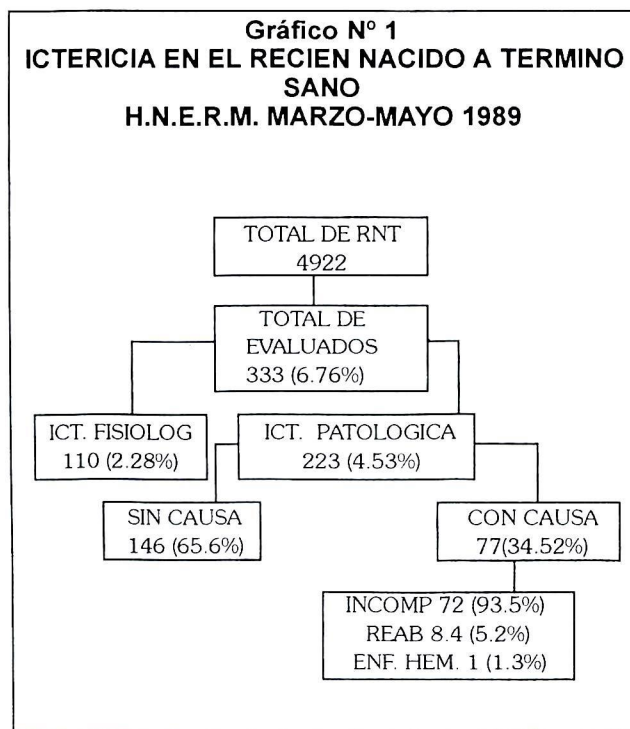 Gráfico Nº 1
ICTERICIA EN EL RECIEN NACIDO A TERMINO
SANO
H.N.E.R.M. MARZO-MAYO 1989
TOTAL DE RNT
4922
TOTAL DE
EVALUADOS
333 (6.76%)
ICT. FISIOLOG
110 (2.28%)
ICT. PATOLOGICA
223 (4.53%)
SIN CAUSA
146 (65.6%)
CON CAUSA
77(34.52%)
INCOMP 72 (93.5%)
REAB 8.4 (5.2%)
ENF. HEM. 1 (1.3%)